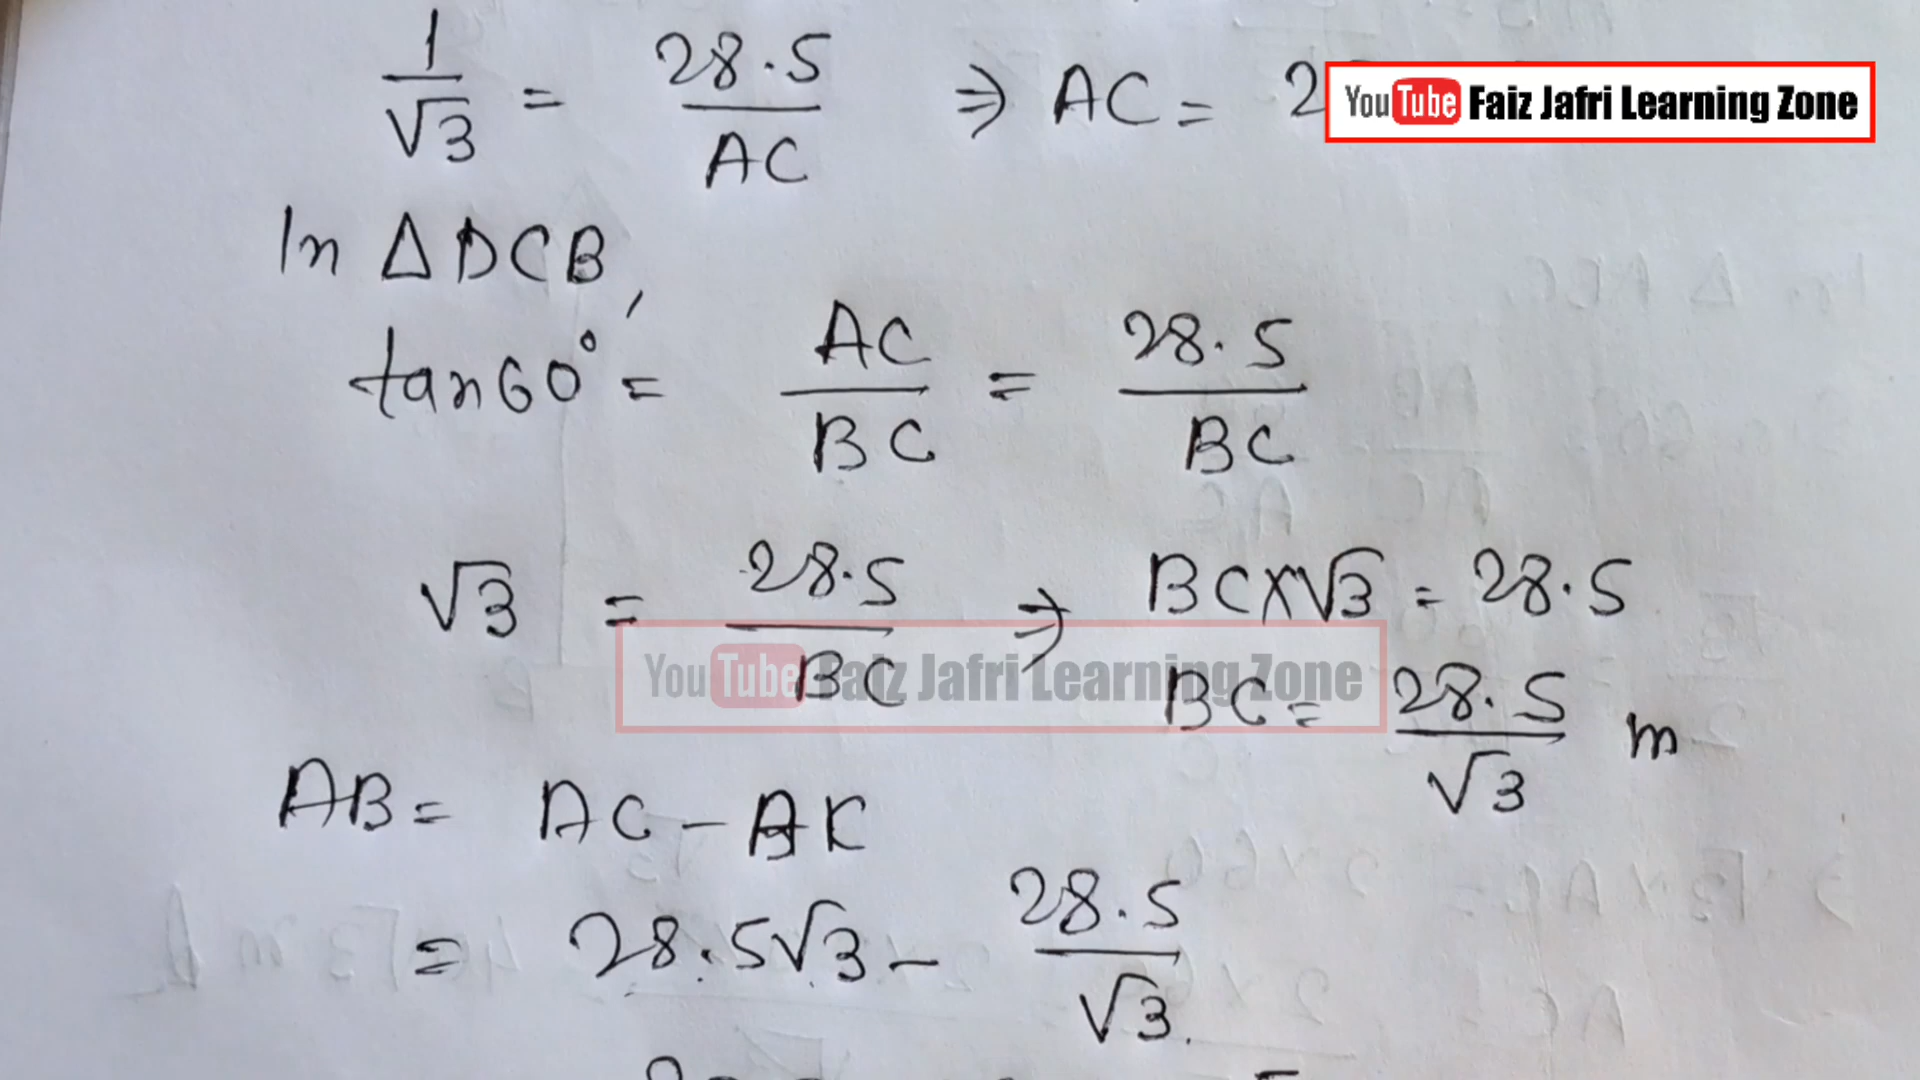 1/√3 = 28.5/AC ⇒ AC = 2
YouTube Faiz Jafri Learning Zone
In △DCB,
tan60° = AC/BC = 28.5/BC
√3 = 28.5/BC ⇒ BC×√3 = 28.5
YouTube Faiz Jafri Learning Zone
BC = 28.5/√3 m
AB = AC - BC
= 28.5√3 - 28.5/√3